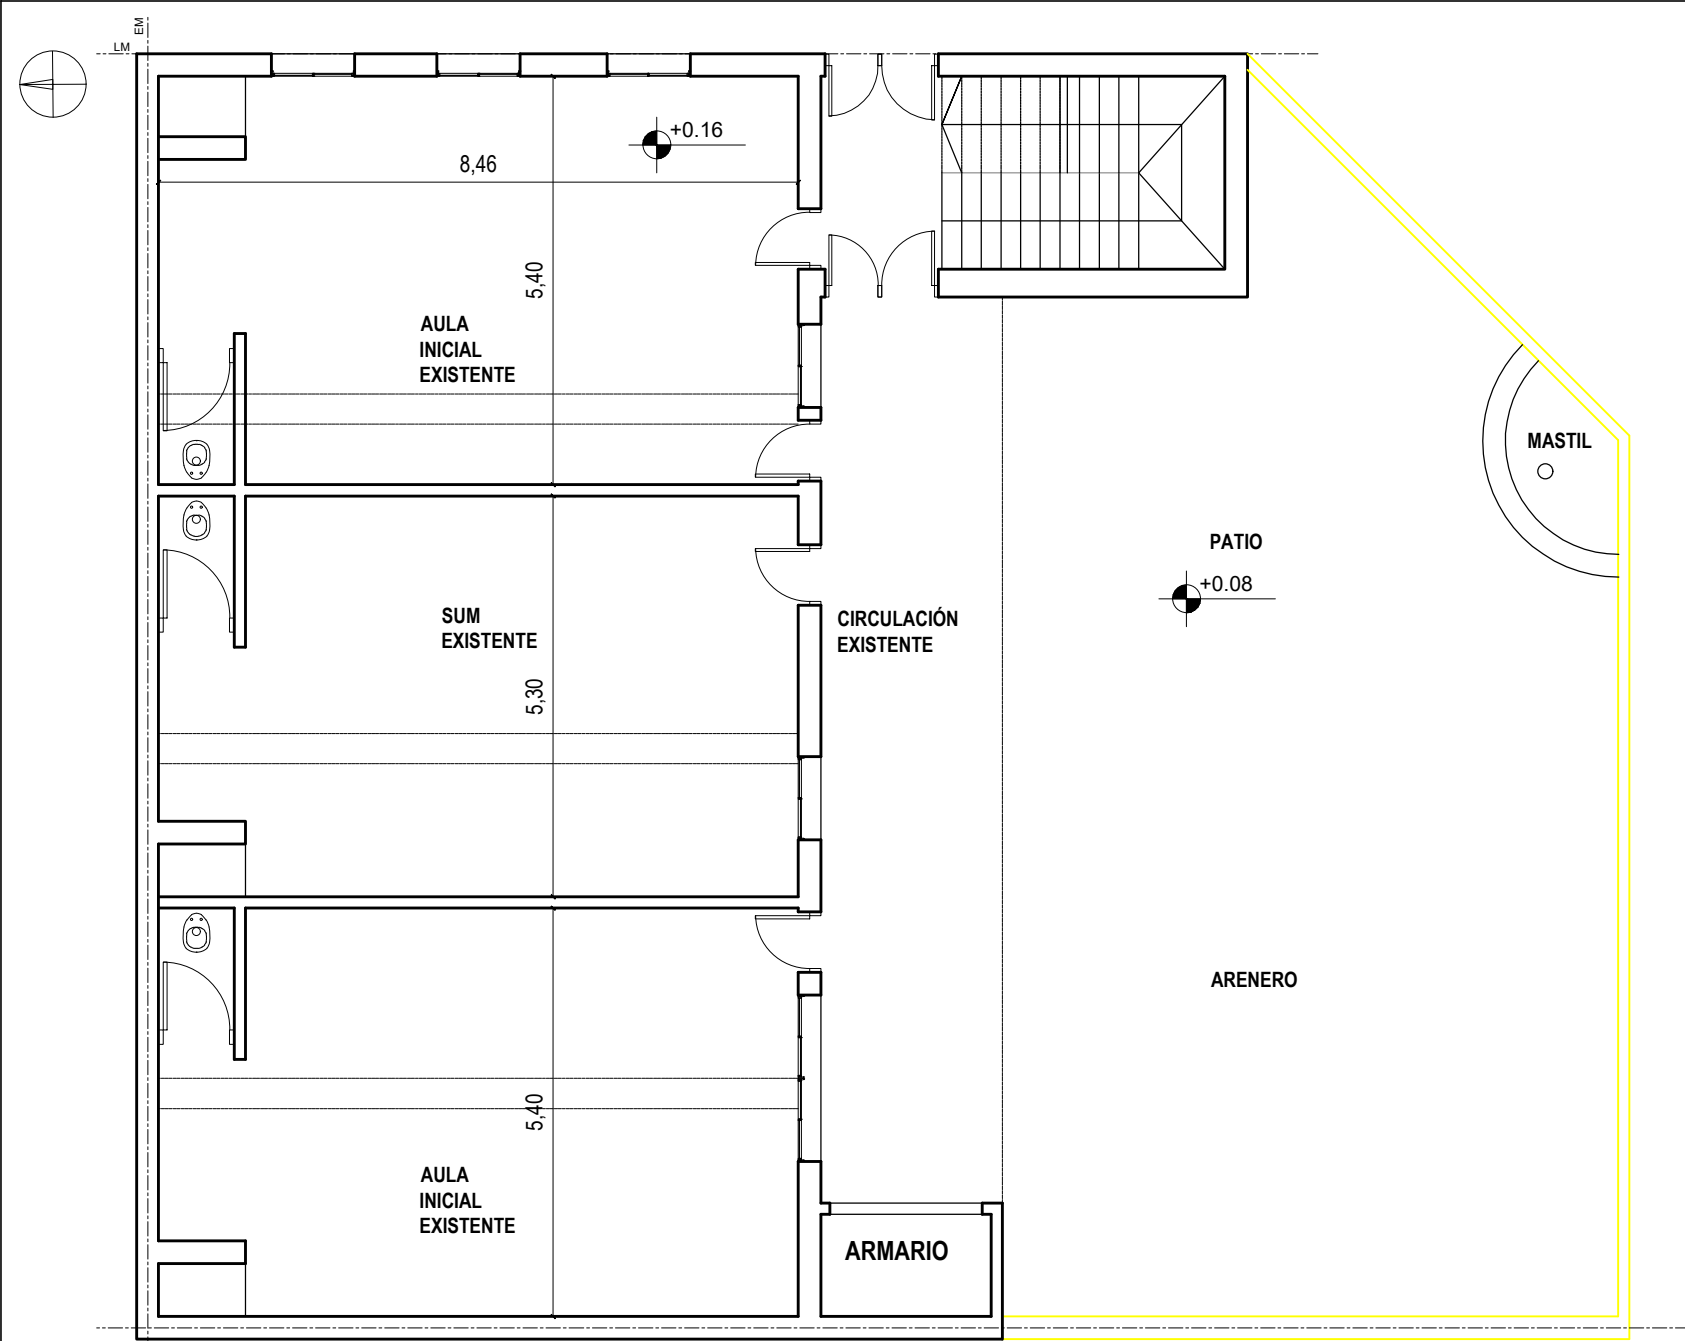 EM
LM
+0.16
8,46
5,40
AULA
INICIAL
EXISTENTE
MASTIL
PATIO
+0.08
SUM
EXISTENTE
CIRCULACIÓN
EXISTENTE
5,30
ARENERO
5,40
AULA
INICIAL
EXISTENTE
ARMARIO